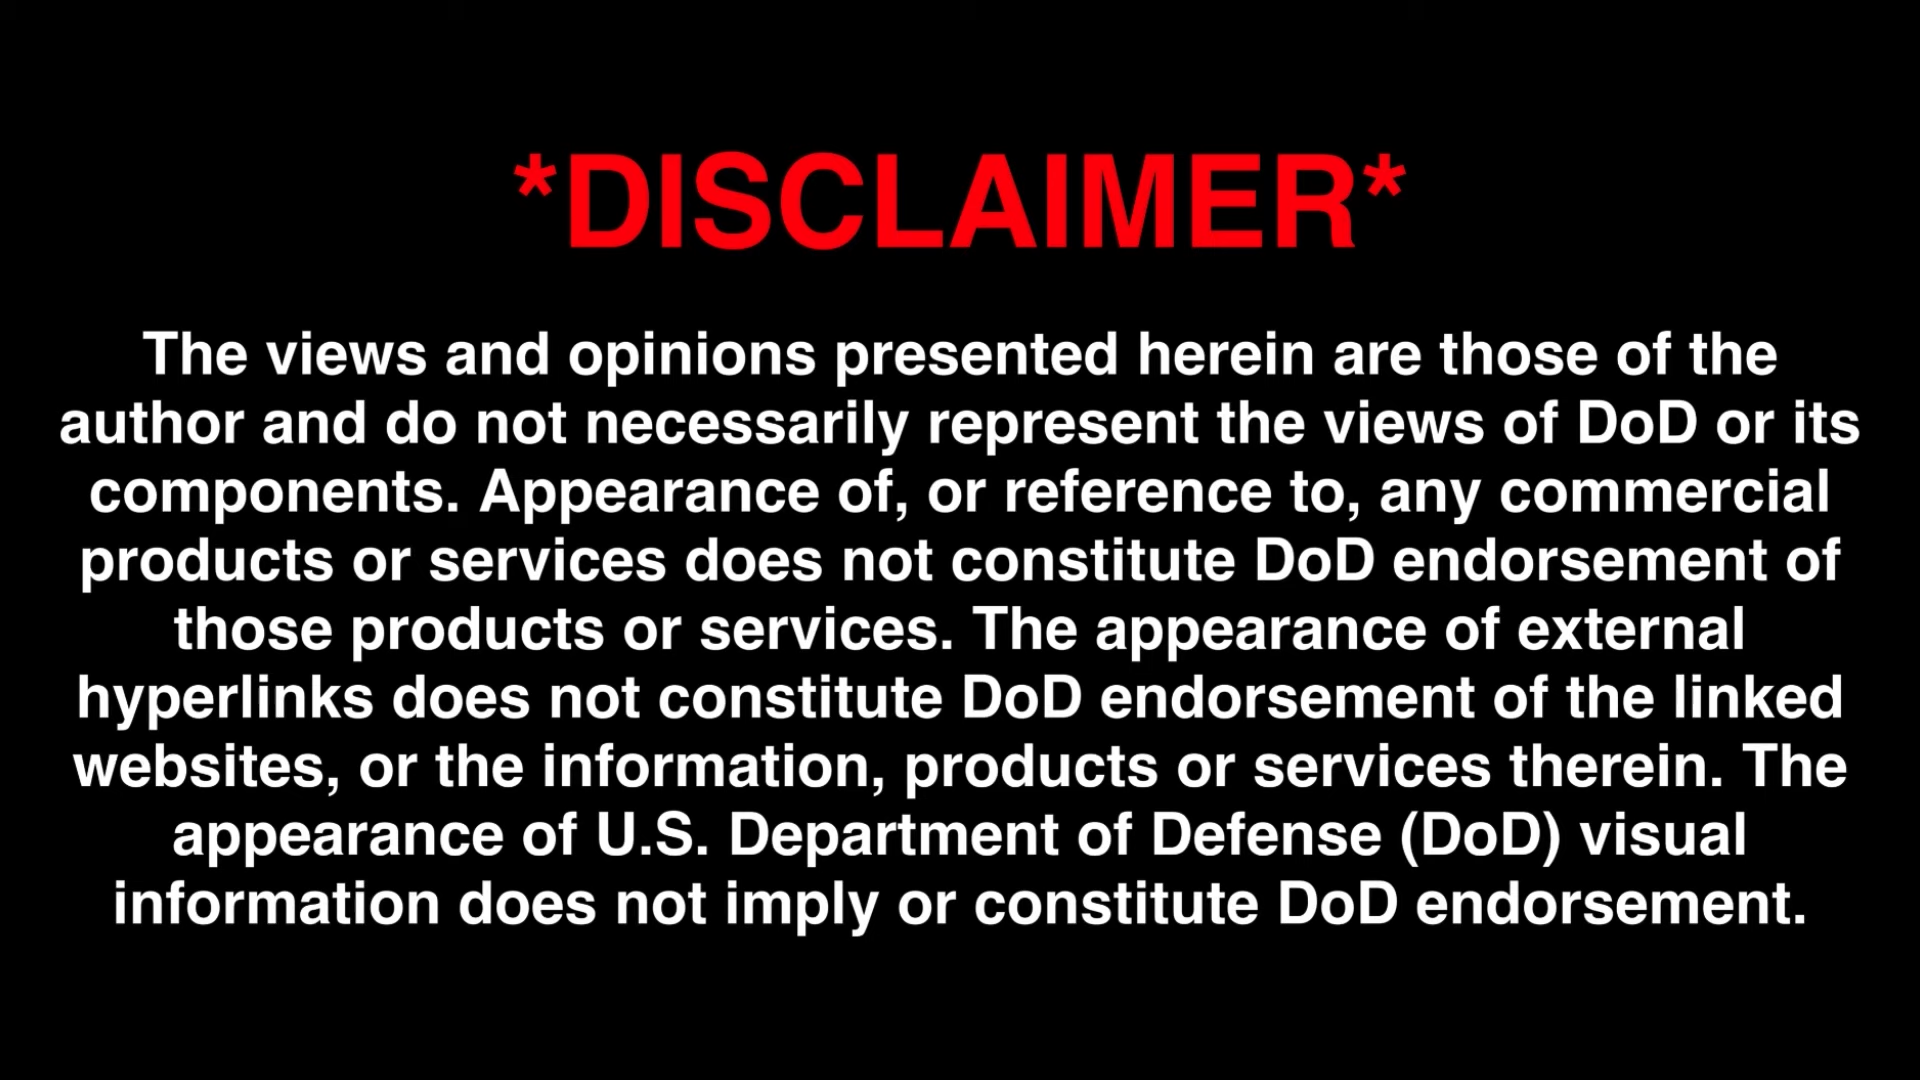 *DISCLAIMER*
The views and opinions presented herein are those of the
author and do not necessarily represent the views of DoD or its
components. Appearance of, or reference to, any commercial
products or services does not constitute DoD endorsement of
those products or services. The appearance of external
hyperlinks does not constitute DoD endorsement of the linked
websites, or the information, products or services therein. The
appearance of U.S. Department of Defense (DoD) visual
information does not imply or constitute DoD endorsement.